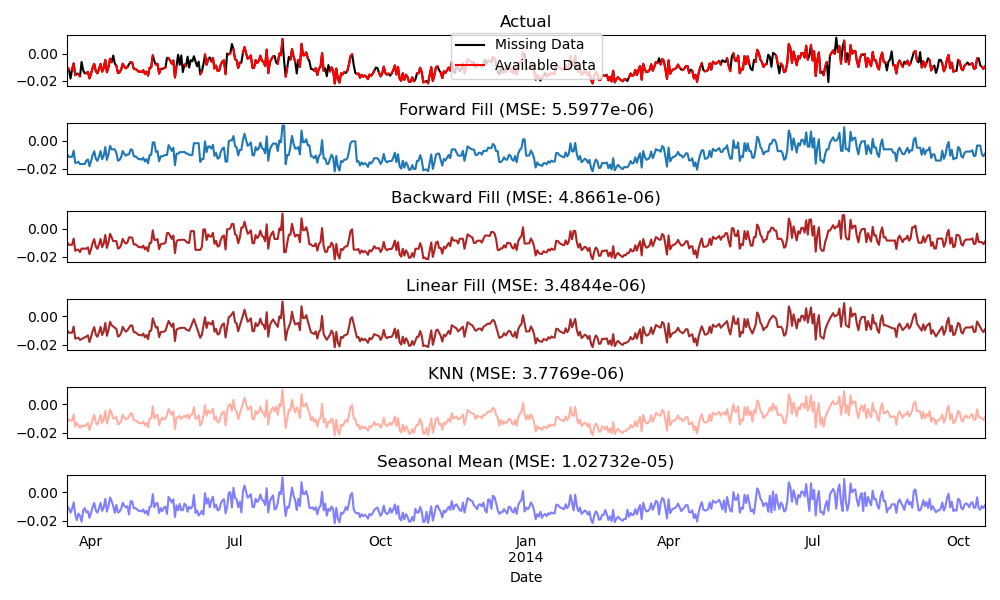 Actual
0.00
−0.02
Missing Data
Available Data
Forward Fill (MSE: 5.5977e-06)
0.00
−0.02
Backward Fill (MSE: 4.8661e-06)
0.00
−0.02
Linear Fill (MSE: 3.4844e-06)
0.00
−0.02
KNN (MSE: 3.7769e-06)
0.00
−0.02
Seasonal Mean (MSE: 1.02732e-05)
0.00
−0.02
Apr Jul Oct Jan Apr Jul Oct
2014
Date